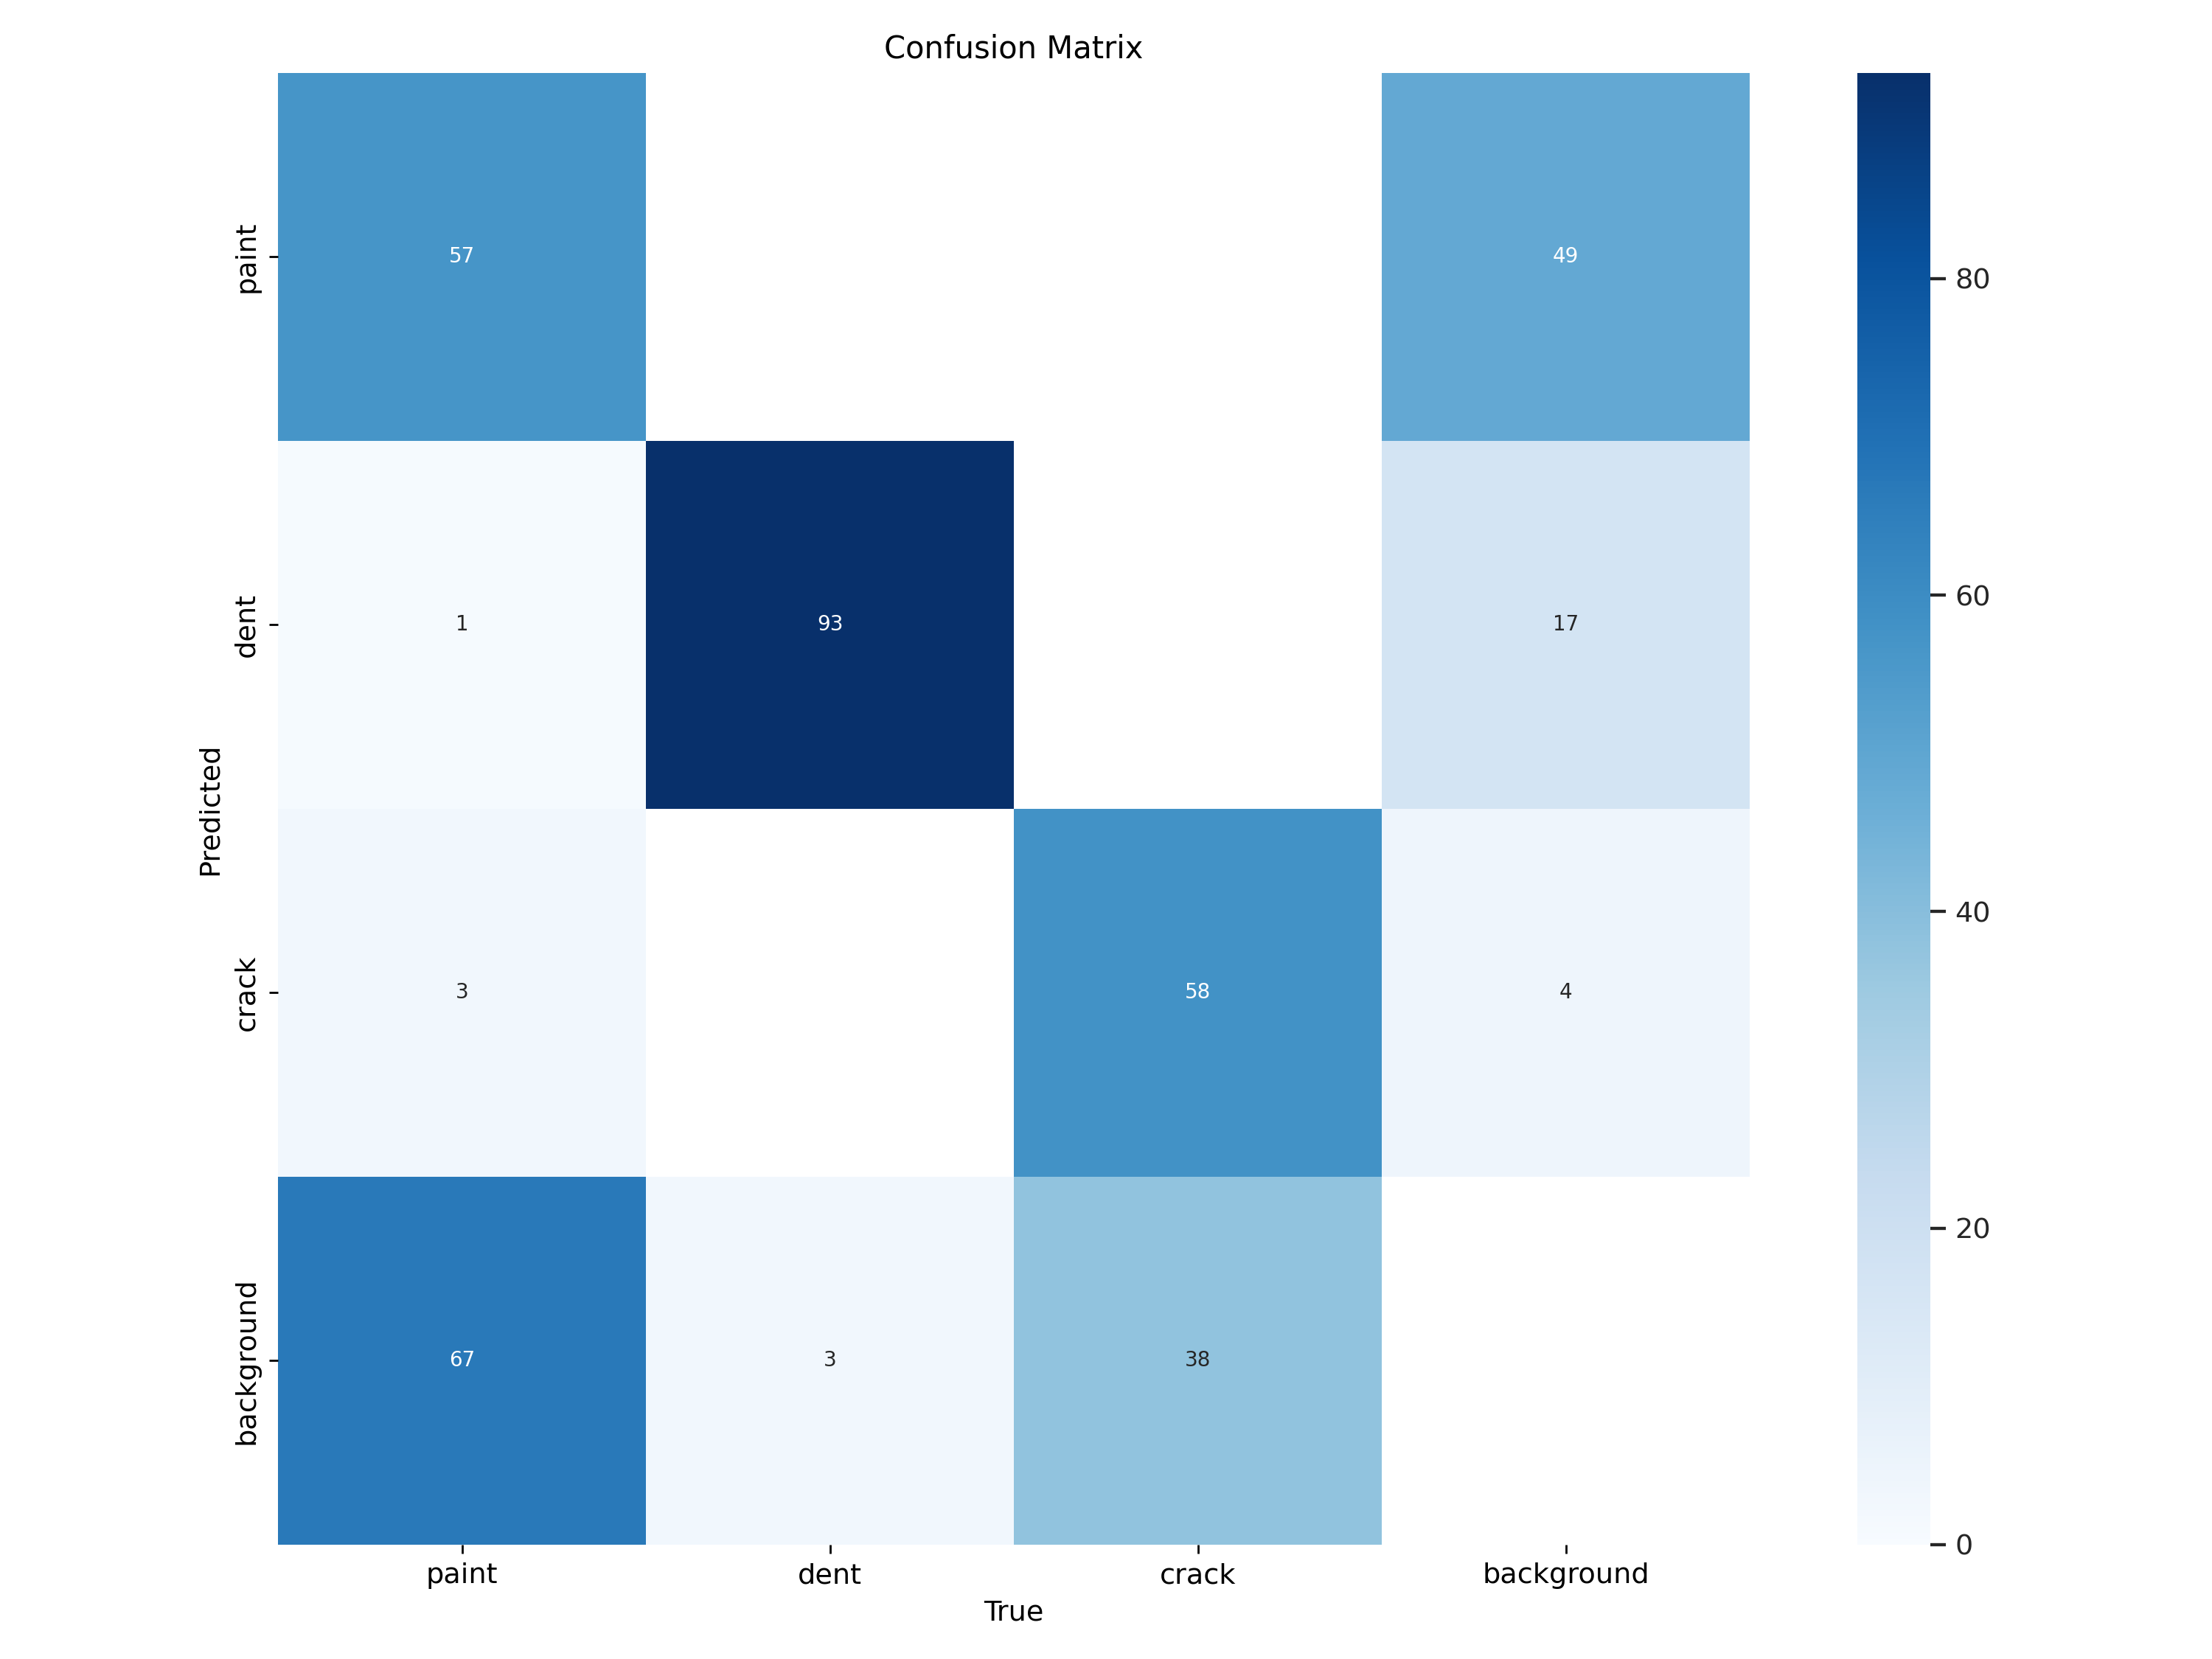 Confusion Matrix
paint
57
49
80
dent
1
93
17
60
Predicted
crack
3
58
4
40
background
67
3
38
20
0
paint dent crack background
True